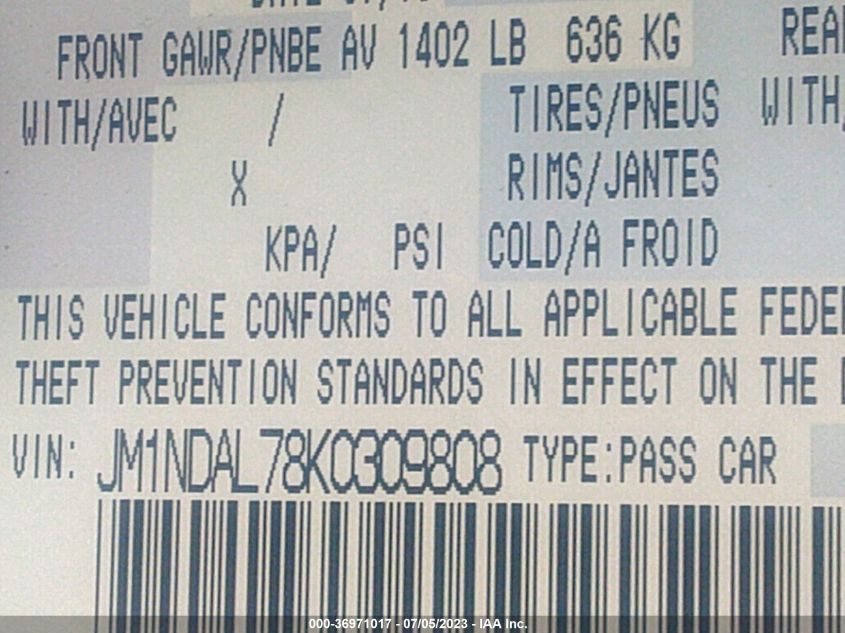 FRONT GAWR/PNBE AV 1402 LB 636 KG
WITH/AVEC / TIRES/PNEUS WITH/
X RIMS/JANTES
KPA/ PSI COLD/A FROID
THIS VEHICLE CONFORMS TO ALL APPLICABLE
THEFT PREVENTION STANDARDS IN EFFECT ON THE
VIN: JM1NDAL78K0309808 TYPE:PASS CAR
000-36971017 - 07/05/2023 - IAA Inc.